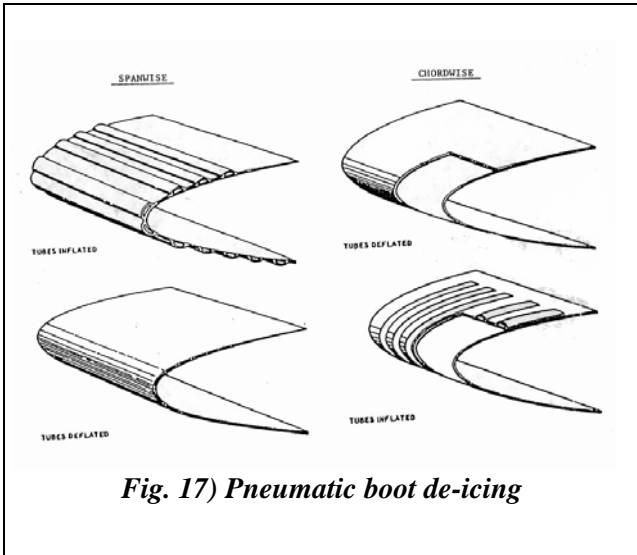 SPANWISE
CHORDWISE
TUBES INFLATED
TUBES DEFLATED
TUBES DEFLATED
TUBES INFLATED
Fig. 17) Pneumatic boot de-icing